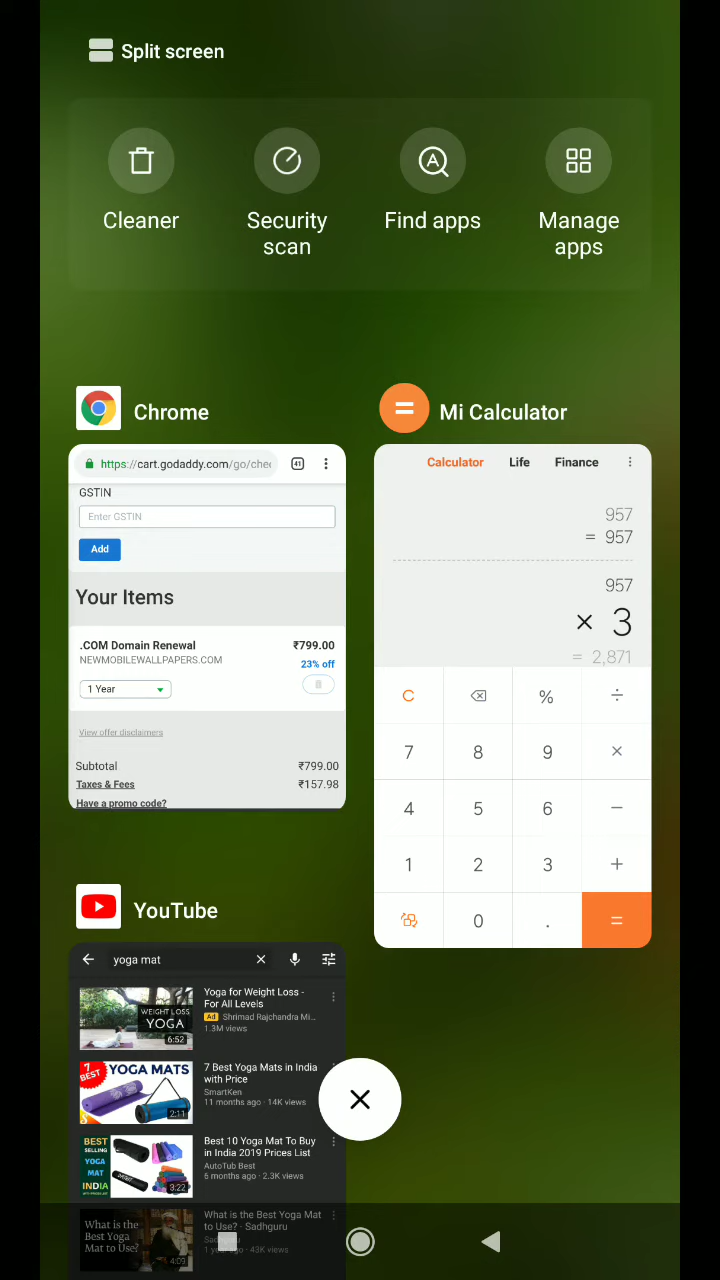 Split screen
Cleaner
Security
scan
Find apps
Manage
apps
Chrome
https://cart.godaddy.com/go/chec
41
GSTIN
Enter GSTIN
Add
Your Items
.COM Domain Renewal
₹799.00
NEWMOBILEWALLPAPERS.COM
23% off
1 Year
View offer disclaimers
Subtotal
₹799.00
Taxes & Fees
₹157.98
Have a promo code?
Mi Calculator
Calculator Life Finance
957
= 957
957
× 3
= 2,871
C % ÷
7 8 9 ×
4 5 6 −
1 2 3 +
0 . =
YouTube
yoga mat
WEIGHT LOSS
YOGA
6:52
Yoga for Weight Loss -
For All Levels
Ad Shrimad Rajchandra Mi...
1.3M views
7
BEST
YOGA MATS
2:11
7 Best Yoga Mats in India
with Price
SmartKen
11 months ago · 14K views
BEST
SELLING
YOGA
MAT
INDIA
3:22
Best 10 Yoga Mat To Buy
in India 2019 Prices List
AutoTub Best
6 months ago · 2.3K views
What is the
Best Yoga
Mat to Use?
4:09
What is the Best Yoga Mat
to Use? - Sadhguru
1 year ago · 43K views